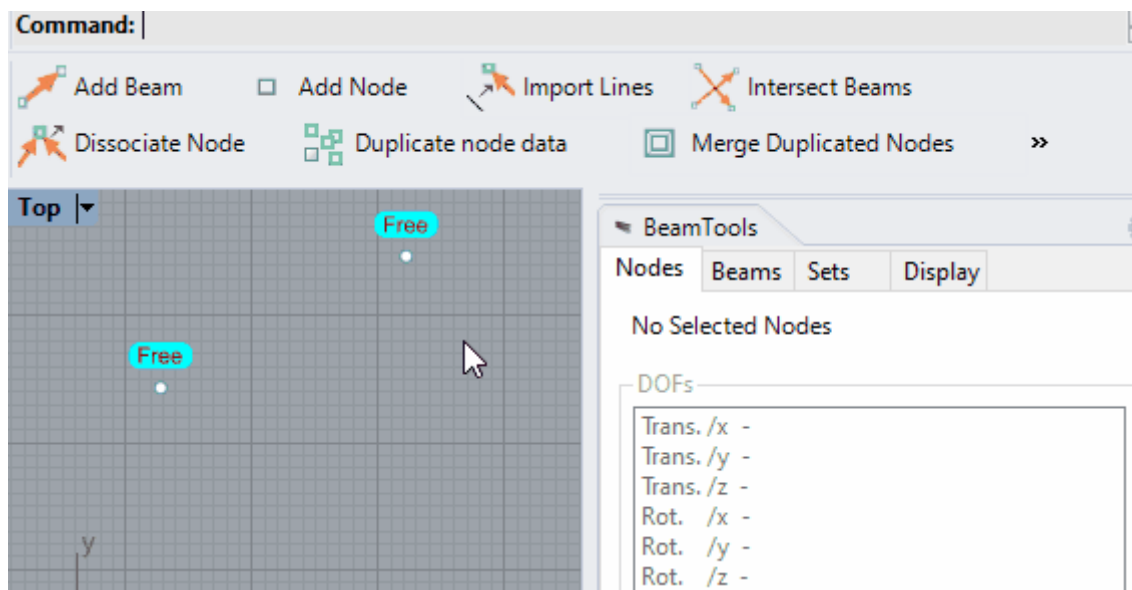 Command:
Add Beam Add Node Import Lines Intersect Beams
Dissociate Node Duplicate node data Merge Duplicated Nodes »
Top
Free
Free
y
BeamTools
Nodes Beams Sets Display
No Selected Nodes
DOFs
Trans. /x -
Trans. /y -
Trans. /z -
Rot. /x -
Rot. /y -
Rot. /z -